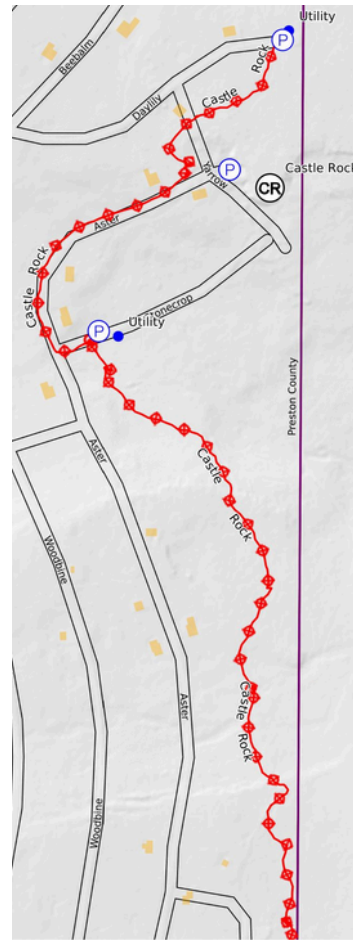 Utility
P
Beebalm
Rock
Castle
Daylily
P
Yarrow
Castle Rock
CR
Aster
Castle Rock
Stonecrop
Utility
P
Preston County
Aster
Castle
Rock
Woodbine
Castle Rock
Aster
Woodbine